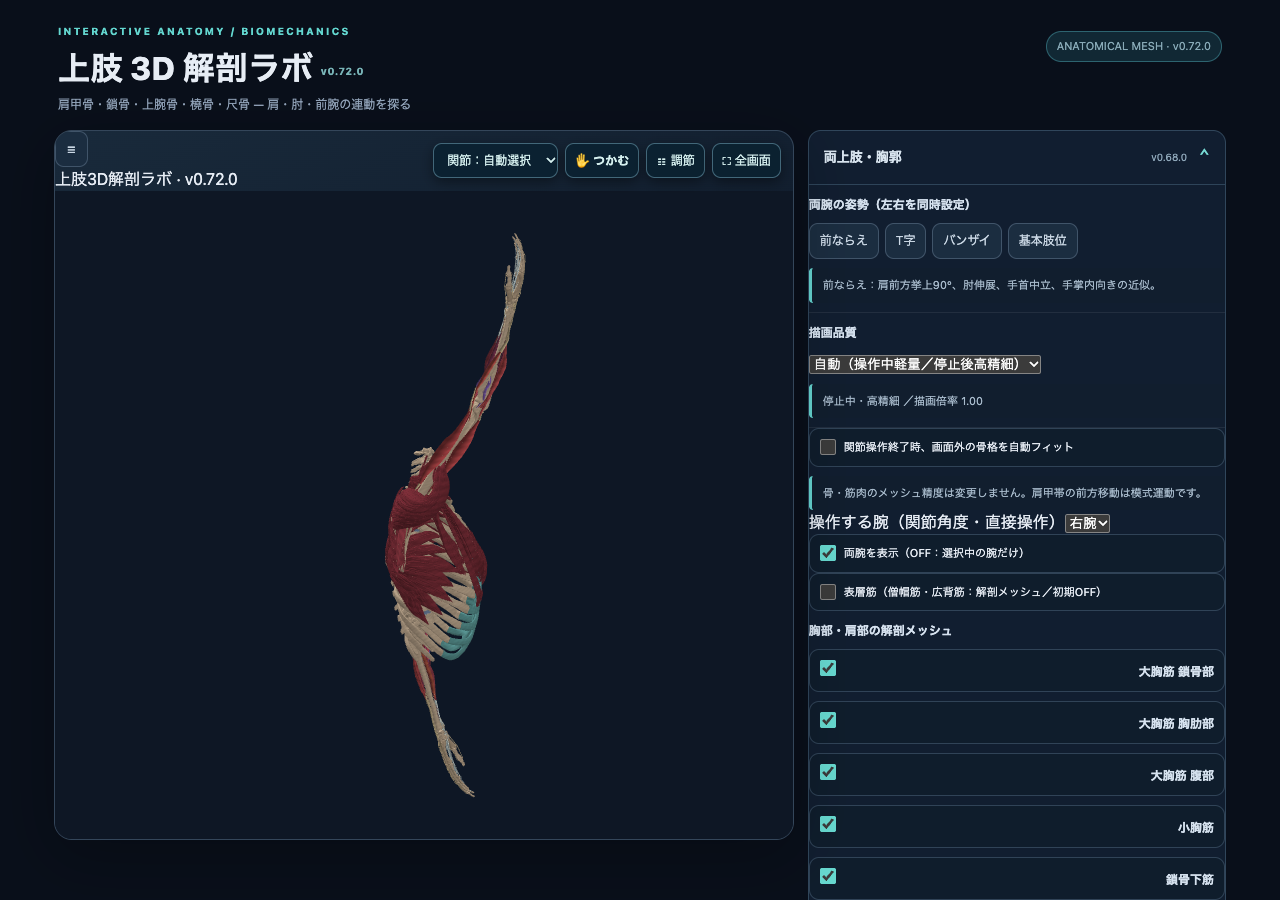 INTERACTIVE ANATOMY / BIOMECHANICS
上肢 3D 解剖ラボ v0.72.0
肩甲骨・鎖骨・上腕骨・橈骨・尺骨 — 肩・肘・前腕の連動を探る
ANATOMICAL MESH · v0.72.0
≡
上肢3D解剖ラボ · v0.72.0
関節：自動選択
✋ つかむ
☷ 調節
⛶ 全画面
両上肢・胸郭
v0.68.0
両腕の姿勢（左右を同時設定）
前ならえ
T字
バンザイ
基本肢位
前ならえ：肩前方挙上90°、肘伸展、手首中立、手掌内向きの近似。
描画品質
自動（操作中軽量／停止後高精細）
停止中・高精細 ／描画倍率 1.00
関節操作終了時、画面外の骨格を自動フィット
骨・筋肉のメッシュ精度は変更しません。肩甲帯の前方移動は模式運動です。
操作する腕（関節角度・直接操作） 右腕
両腕を表示（OFF：選択中の腕だけ）
表層筋（僧帽筋・広背筋：解剖メッシュ／初期OFF）
胸部・肩部の解剖メッシュ
大胸筋 鎖骨部
大胸筋 胸肋部
大胸筋 腹部
小胸筋
鎖骨下筋